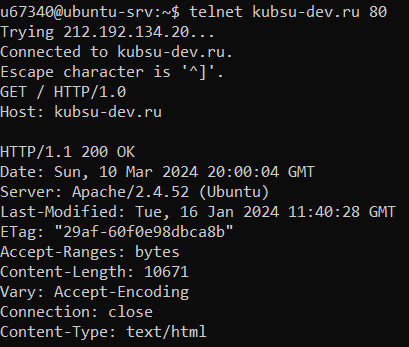 u67340@ubuntu-srv:~$ telnet kubsu-dev.ru 80
Trying 212.192.134.20...
Connected to kubsu-dev.ru.
Escape character is '^]'.
GET / HTTP/1.0
Host: kubsu-dev.ru

HTTP/1.1 200 OK
Date: Sun, 10 Mar 2024 20:00:04 GMT
Server: Apache/2.4.52 (Ubuntu)
Last-Modified: Tue, 16 Jan 2024 11:40:28 GMT
ETag: "29af-60f0e98dbca8b"
Accept-Ranges: bytes
Content-Length: 10671
Vary: Accept-Encoding
Connection: close
Content-Type: text/html